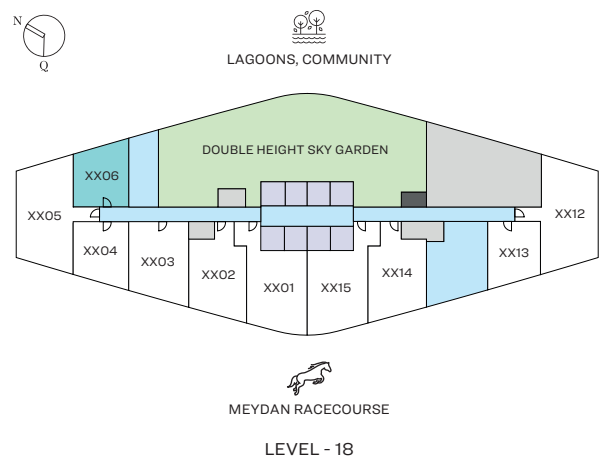 N
Q
LAGOONS, COMMUNITY
DOUBLE HEIGHT SKY GARDEN
XX06
XX05
XX12
XX04
XX03
XX02
XX01
XX15
XX14
XX13
MEYDAN RACECOURSE
LEVEL - 18